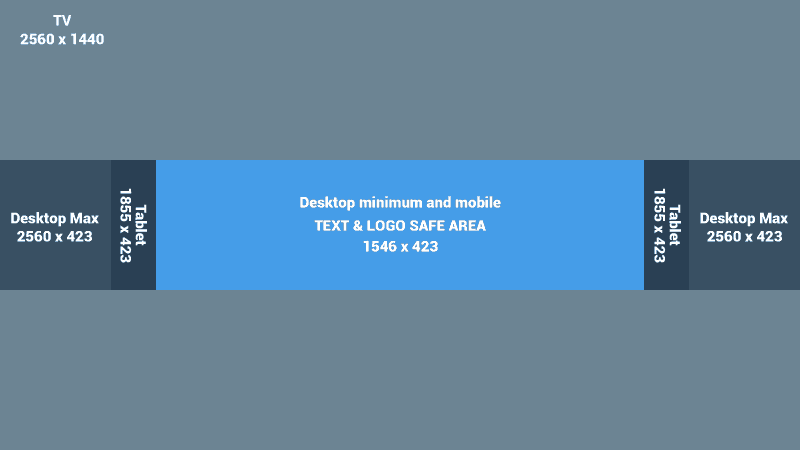 TV
2560 x 1440
Desktop Max
2560 x 423
Tablet
1855 x 423
Desktop minimum and mobile
TEXT & LOGO SAFE AREA
1546 x 423
Tablet
1855 x 423
Desktop Max
2560 x 423